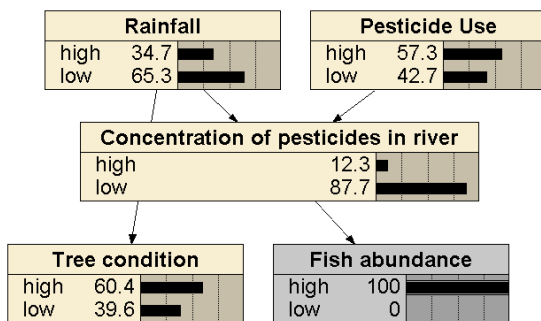 Rainfall
high 34.7
low 65.3
Pesticide Use
high 57.3
low 42.7
Concentration of pesticides in river
high 12.3
low 87.7
Tree condition
high 60.4
low 39.6
Fish abundance
high 100
low 0